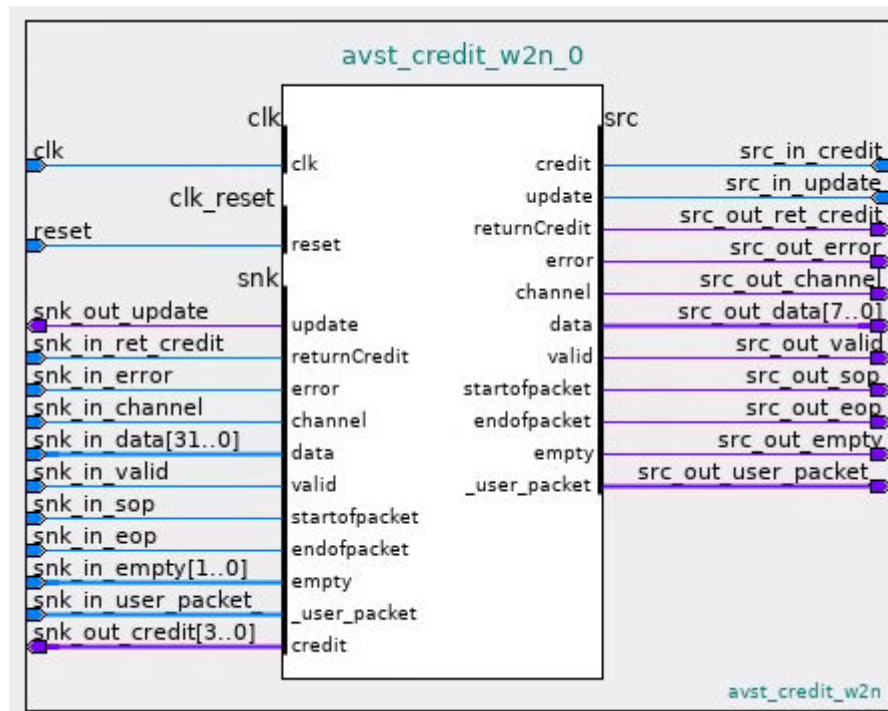 avst_credit_w2n_0
clk
clk
clk
clk_reset
reset
reset
snk
snk_out_update
update
snk_in_ret_credit
returnCredit
snk_in_error
error
snk_in_channel
channel
snk_in_data[31..0]
data
snk_in_valid
valid
snk_in_sop
startofpacket
snk_in_eop
endofpacket
snk_in_empty[1..0]
empty
snk_in_user_packet_
_user_packet
snk_out_credit[3..0]
credit
src
credit
src_in_credit
update
src_in_update
returnCredit
src_out_ret_credit
error
src_out_error
channel
src_out_channel
data
src_out_data[7..0]
valid
src_out_valid
startofpacket
src_out_sop
endofpacket
src_out_eop
empty
src_out_empty
_user_packet
src_out_user_packet_
avst_credit_w2n